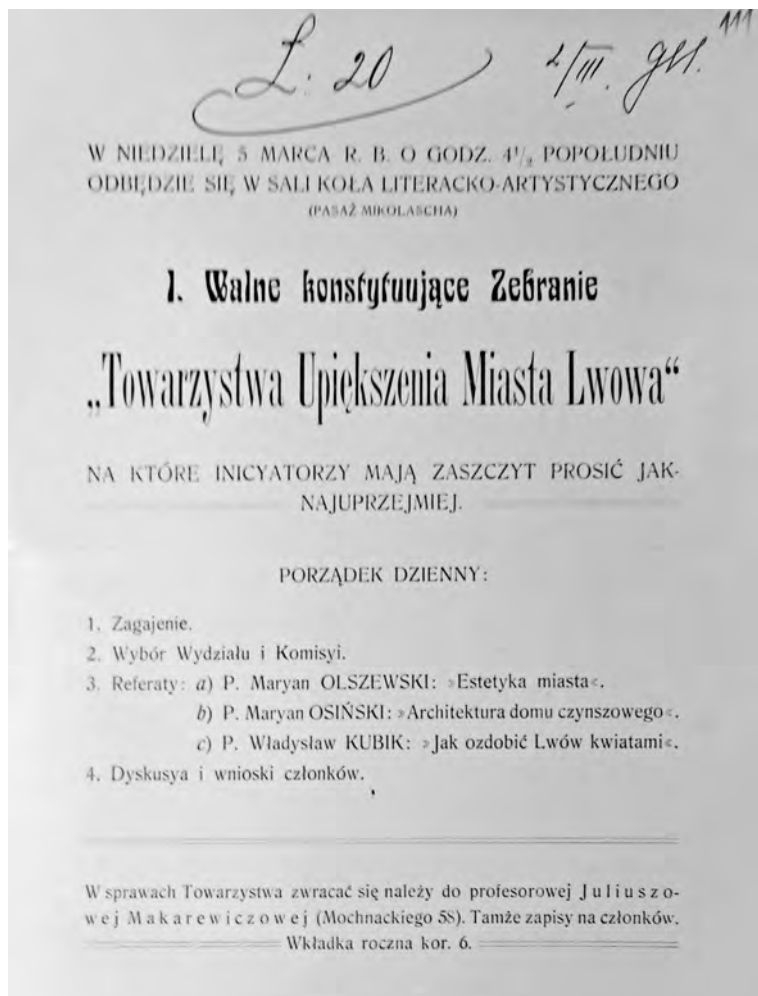 111
L: 20 2/III. 911.
W NIEDZIELĘ, 5 MARCA R. B. O GODZ. 4½ POPOŁUDNIU
ODBĘDZIE SIĘ W SALI KOŁA LITERACKO-ARTYSTYCZNEGO
(PASAŻ MIKOLASCHA)
I. Walne konstytuujące Zebranie
„Towarzystwa Upiększenia Miasta Lwowa“
NA KTÓRE INICYATORZY MAJĄ ZASZCZYT PROSIĆ JAK-
NAJUPRZEJMIEJ.
PORZĄDEK DZIENNY:
1. Zagajenie.
2. Wybór Wydziału i Komisyi.
3. Referaty: a) P. Maryan OLSZEWSKI: »Estetyka miasta«.
b) P. Maryan OSIŃSKI: »Architektura domu czynszowego«.
c) P. Władysław KUBIK: »Jak ozdobić Lwów kwiatami«.
4. Dyskusya i wnioski członków.
W sprawach Towarzystwa zwracać się należy do profesorowej Juliuszo-
wej Makarewiczowej (Mochnackiego 58). Tamże zapisy na członków.
Wkładka roczna kor. 6.